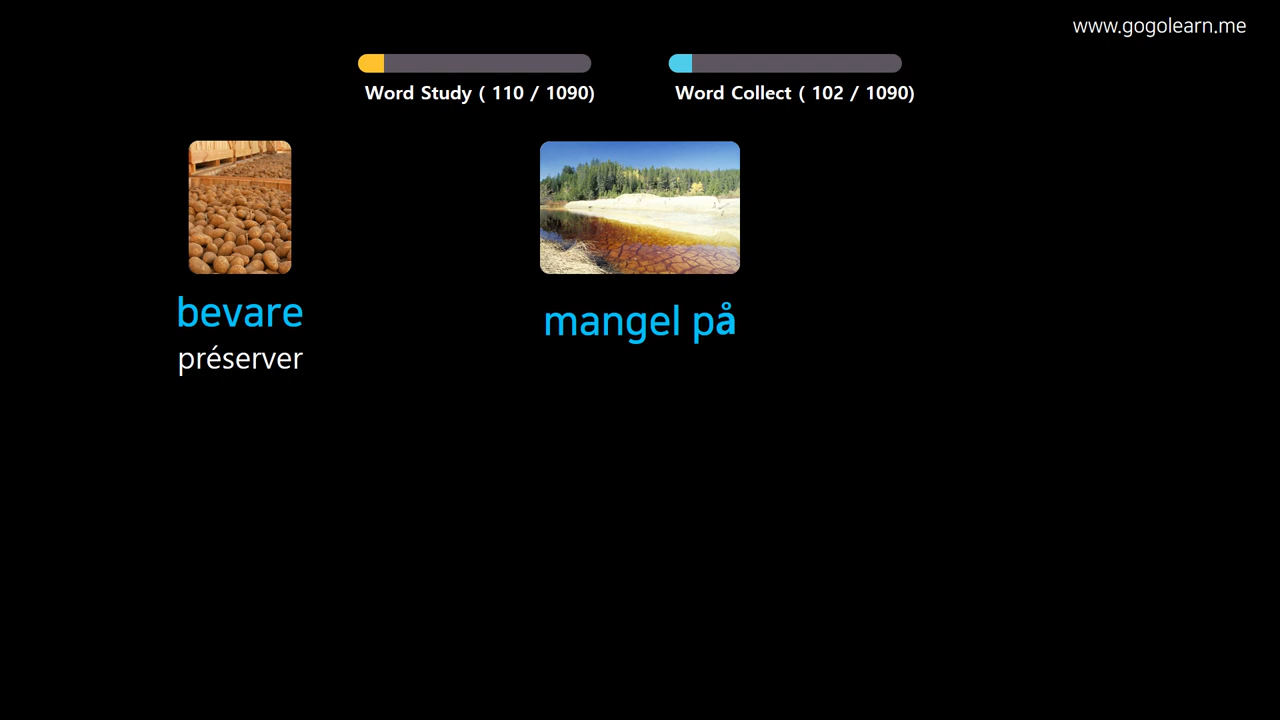 www.gogolearn.me
Word Study ( 110 / 1090)
Word Collect ( 102 / 1090)
bevare
préserver
mangel på